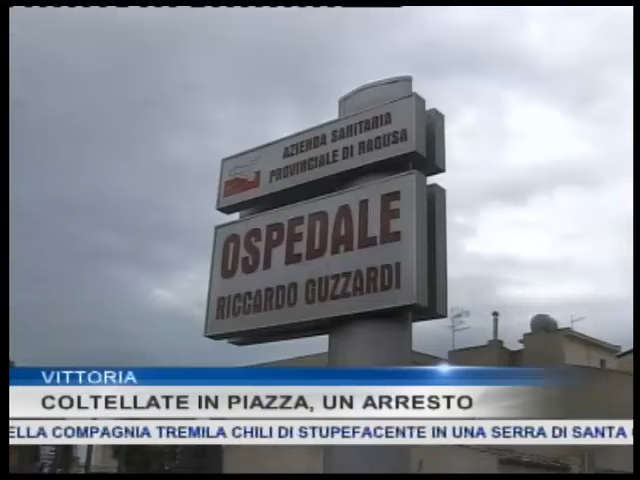 AZIENDA SANITARIA
PROVINCIALE DI RAGUSA
OSPEDALE
RICCARDO GUZZARDI
VITTORIA
COLTELLATE IN PIAZZA, UN ARRESTO
ELLA COMPAGNIA TREMILA CHILI DI STUPEFACENTE IN UNA SERRA DI SANTA